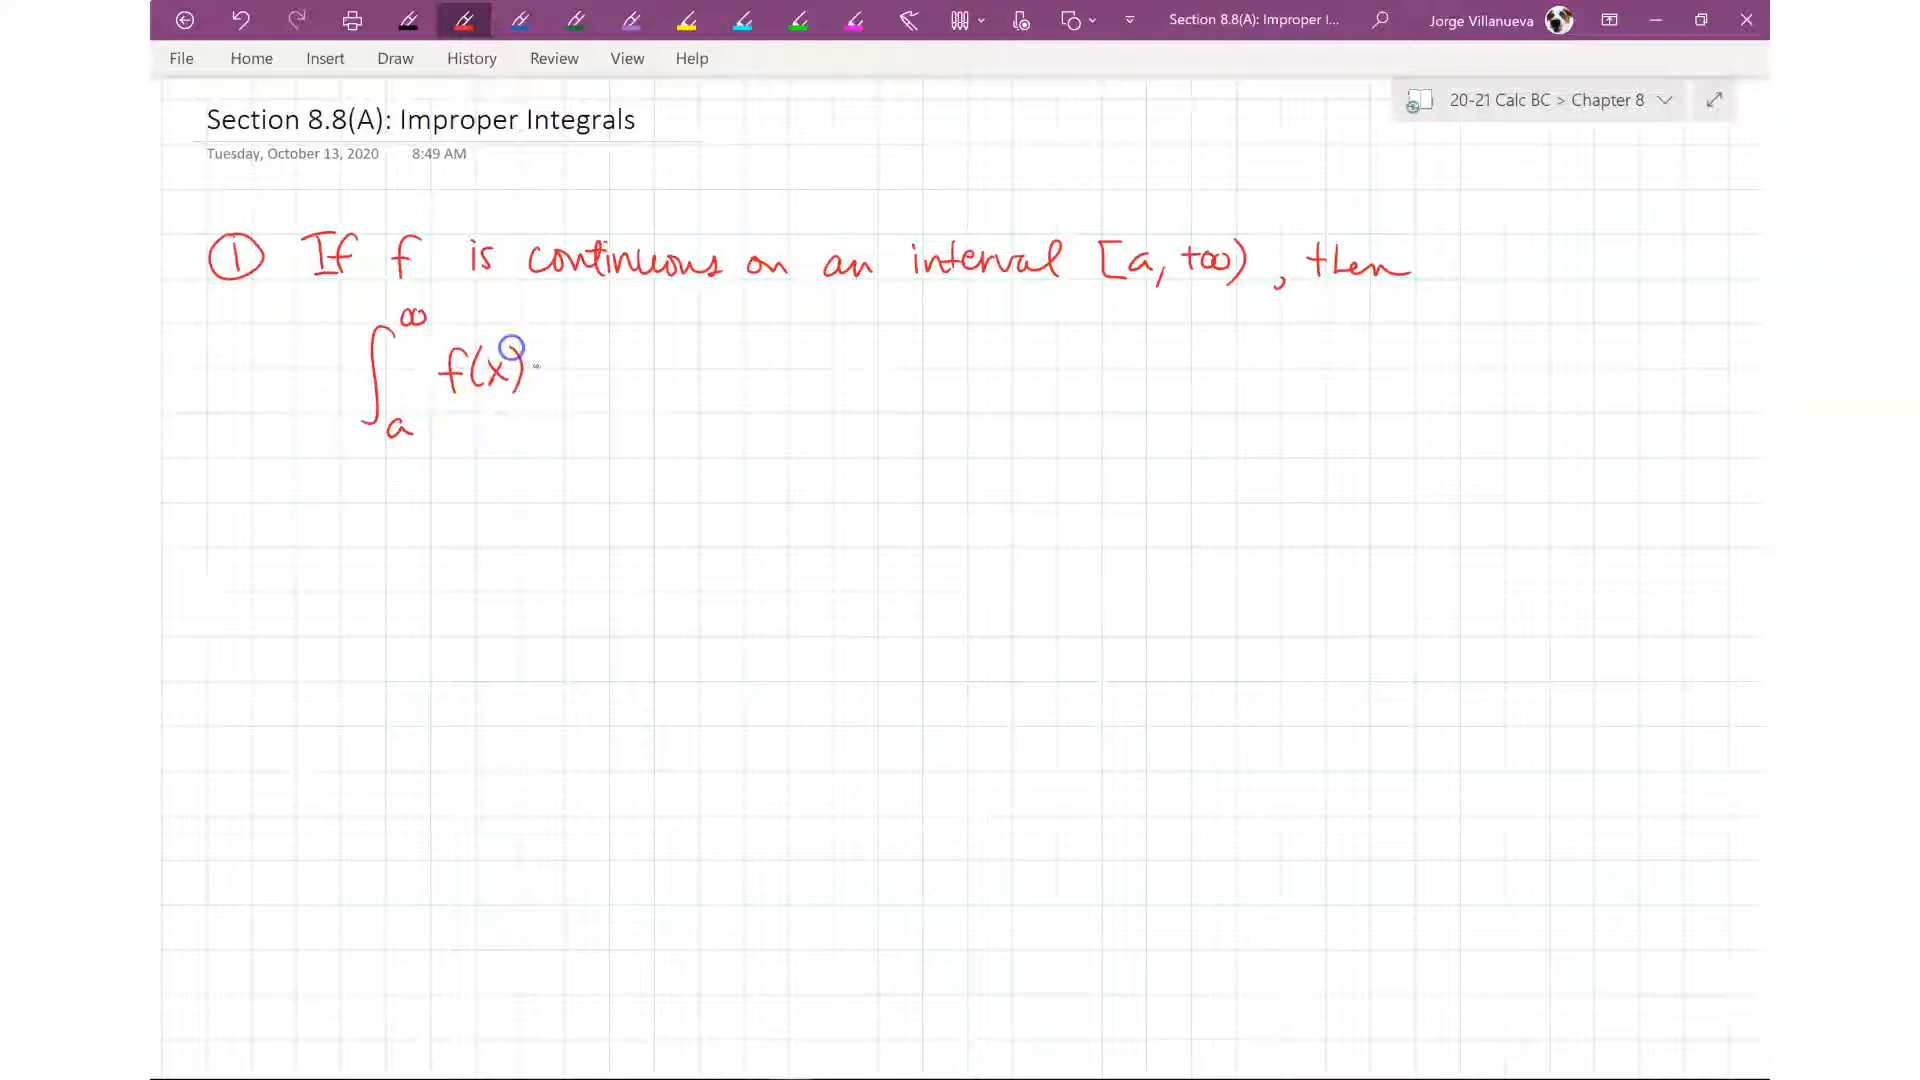 Section 8.8(A): Improper I...
Jorge Villanueva
File Home Insert Draw History Review View Help
20-21 Calc BC > Chapter 8
Section 8.8(A): Improper Integrals
Tuesday, October 13, 2020 8:49 AM
① If f is continuous on an interval [a, +∞), then
∫ₐ^∞ f(x)